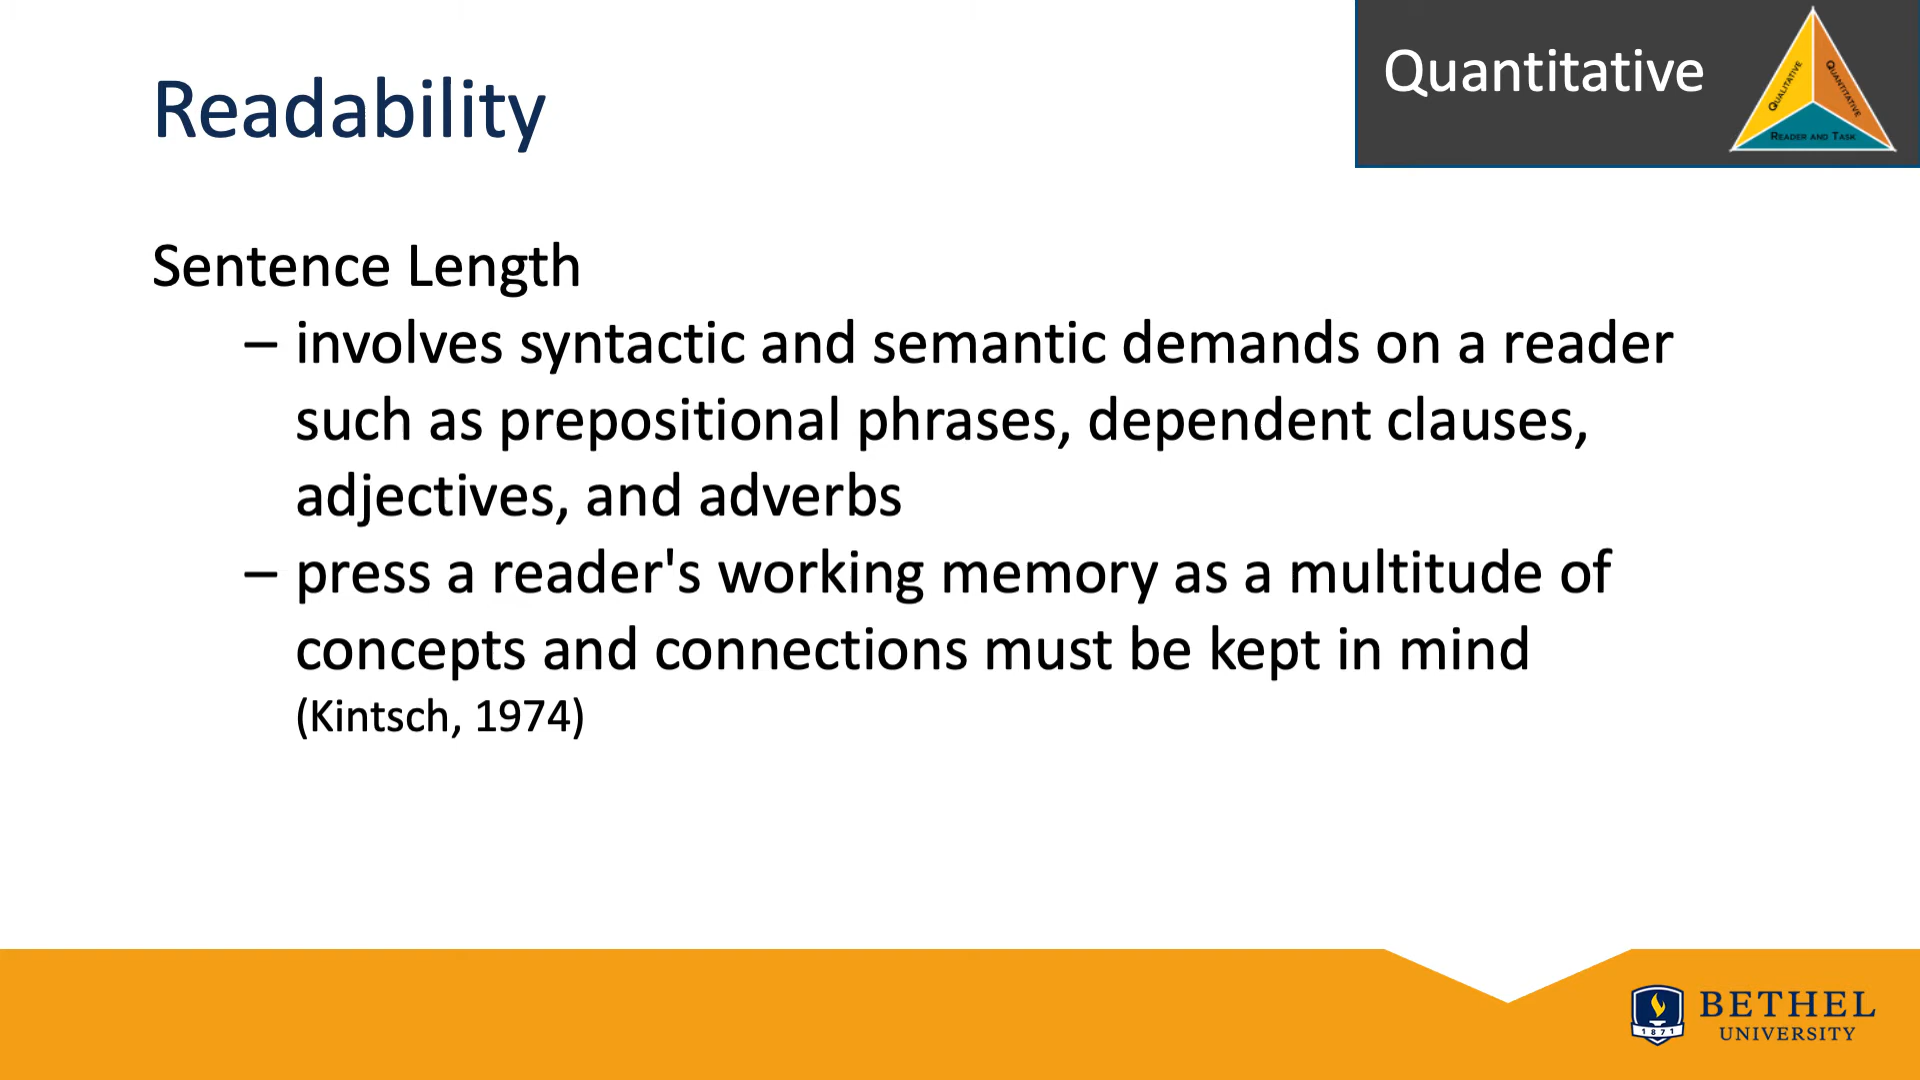 Readability
Quantitative
QUALITATIVE
QUANTITATIVE
READER AND TASK
Sentence Length
– involves syntactic and semantic demands on a reader
such as prepositional phrases, dependent clauses,
adjectives, and adverbs
– press a reader's working memory as a multitude of
concepts and connections must be kept in mind
(Kintsch, 1974)
1871
BETHEL
UNIVERSITY